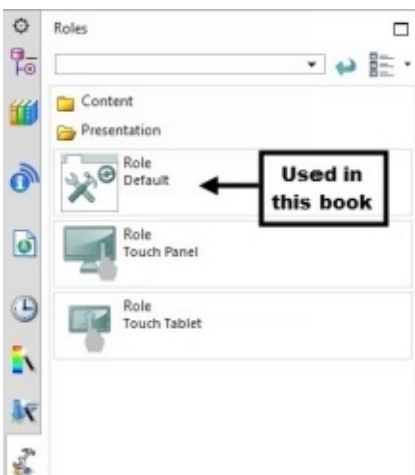 Roles
Content
Presentation
Role
Default
Used in
this book
Role
Touch Panel
Role
Touch Tablet